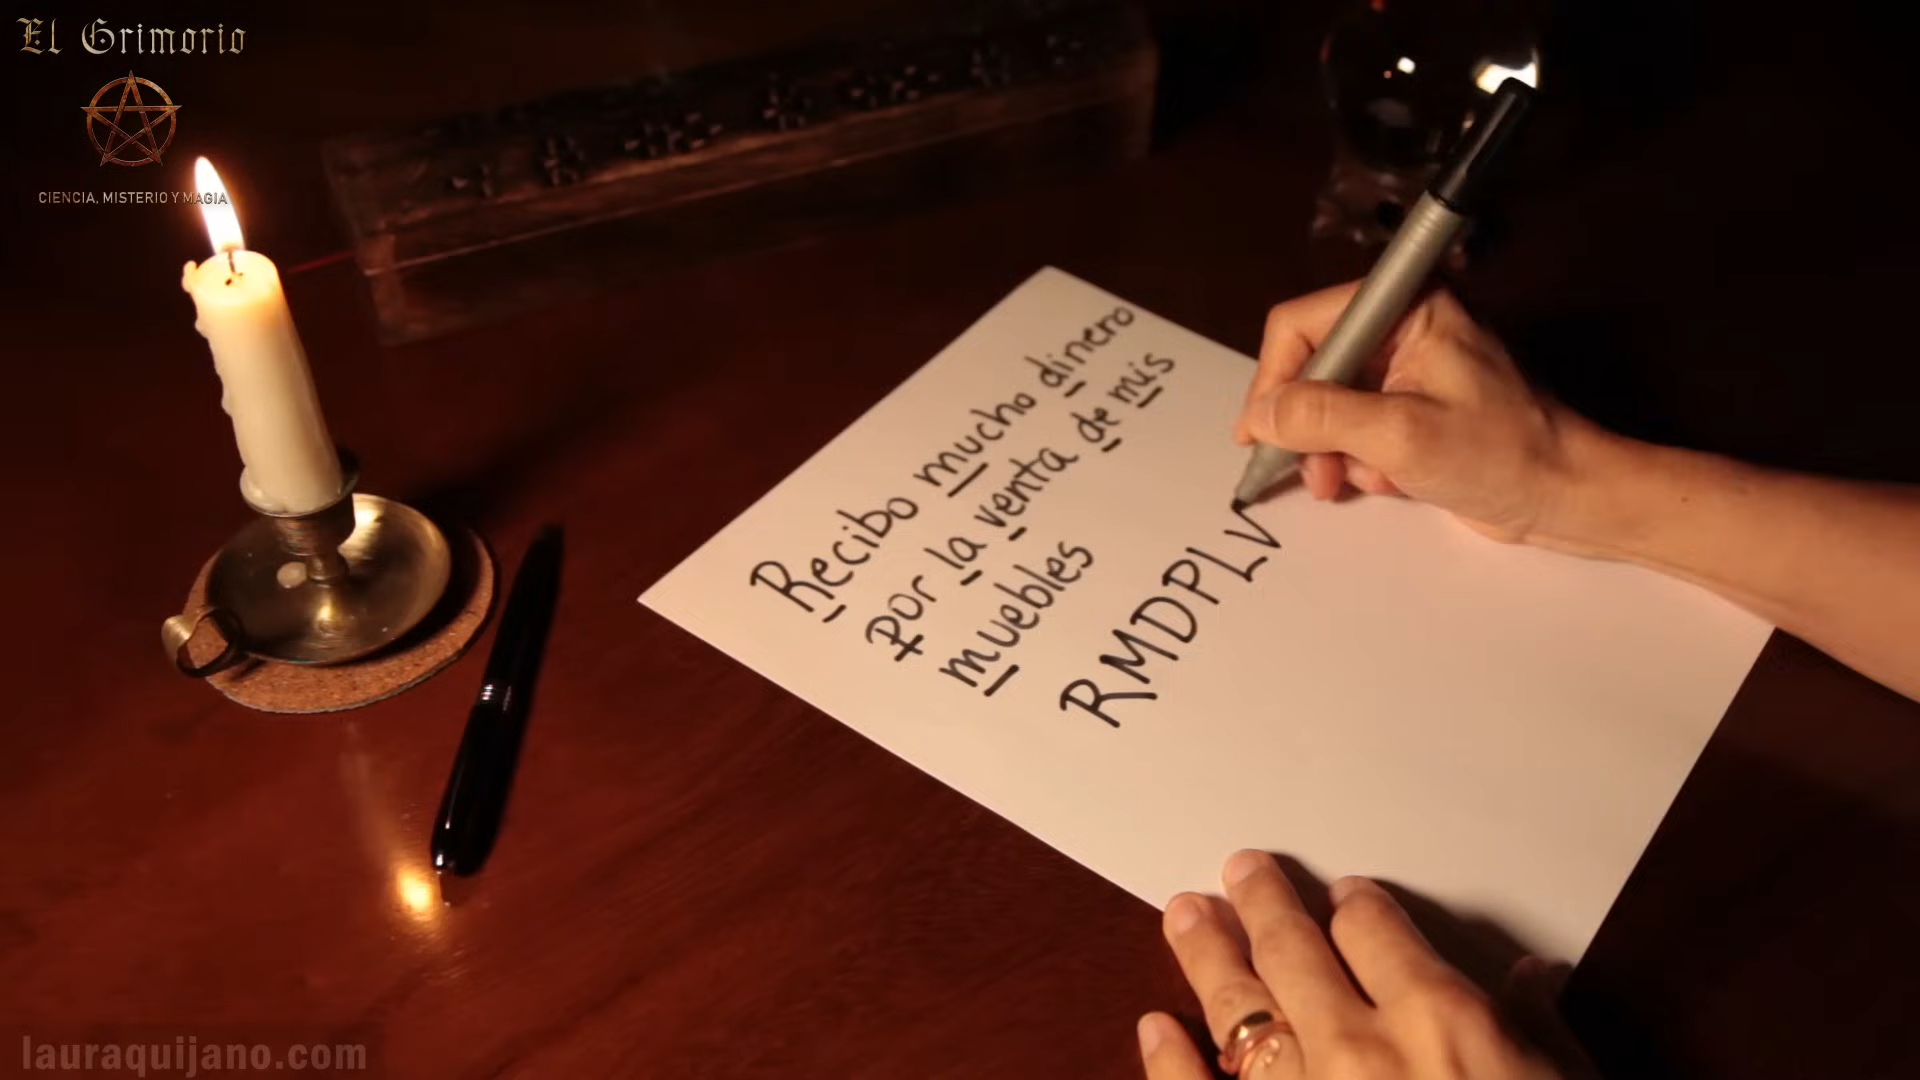 El Grimorio
CIENCIA, MISTERIO Y MAGIA
Recibo mucho dinero
por la venta de mis
muebles
RMDPLV
lauraquijano.com